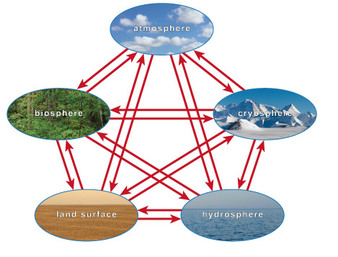 atmosphere
biosphere
cryosphere
land surface
hydrosphere